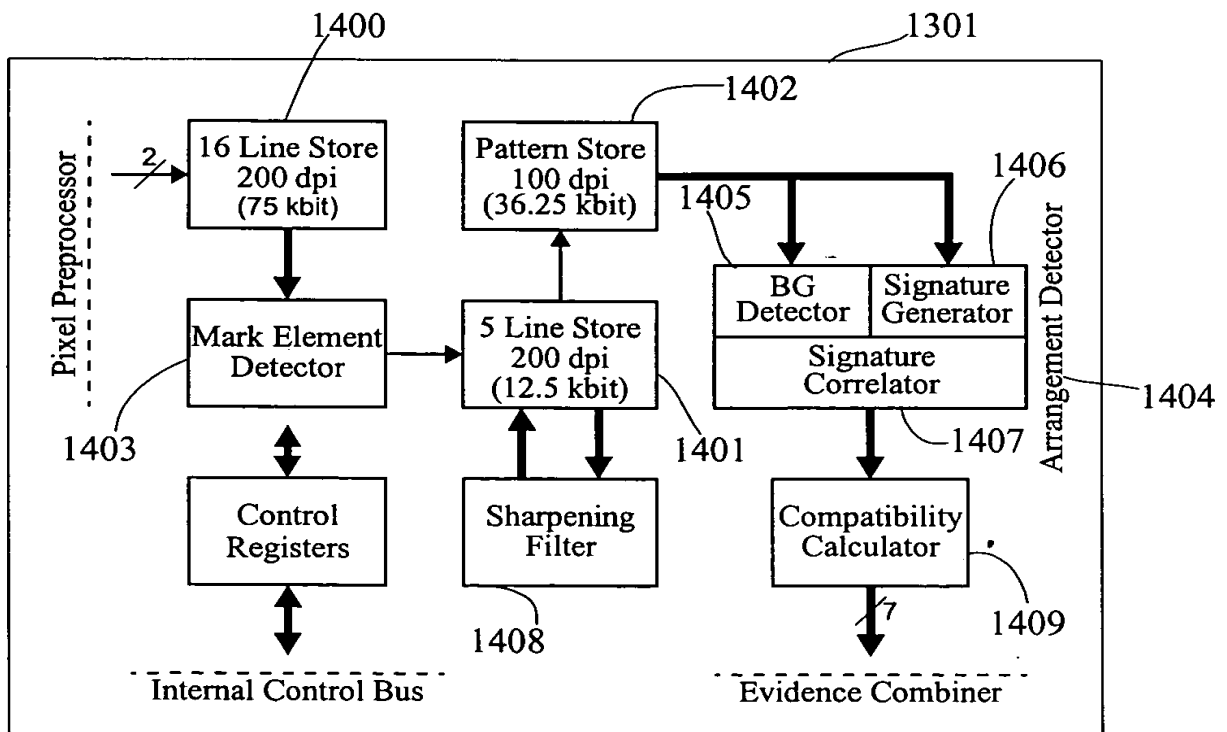 1400
1301
1402
16 Line Store
200 dpi
(75 kbit)
2
Pattern Store
100 dpi
(36.25 kbit)
1405
1406
Pixel Preprocessor
Mark Element
Detector
5 Line Store
200 dpi
(12.5 kbit)
BG
Detector
Signature
Generator
Signature
Correlator
Arrangement Detector
1404
1403
1401
1407
Control
Registers
Sharpening
Filter
Compatibility
Calculator
1408
7
1409
Internal Control Bus
Evidence Combiner